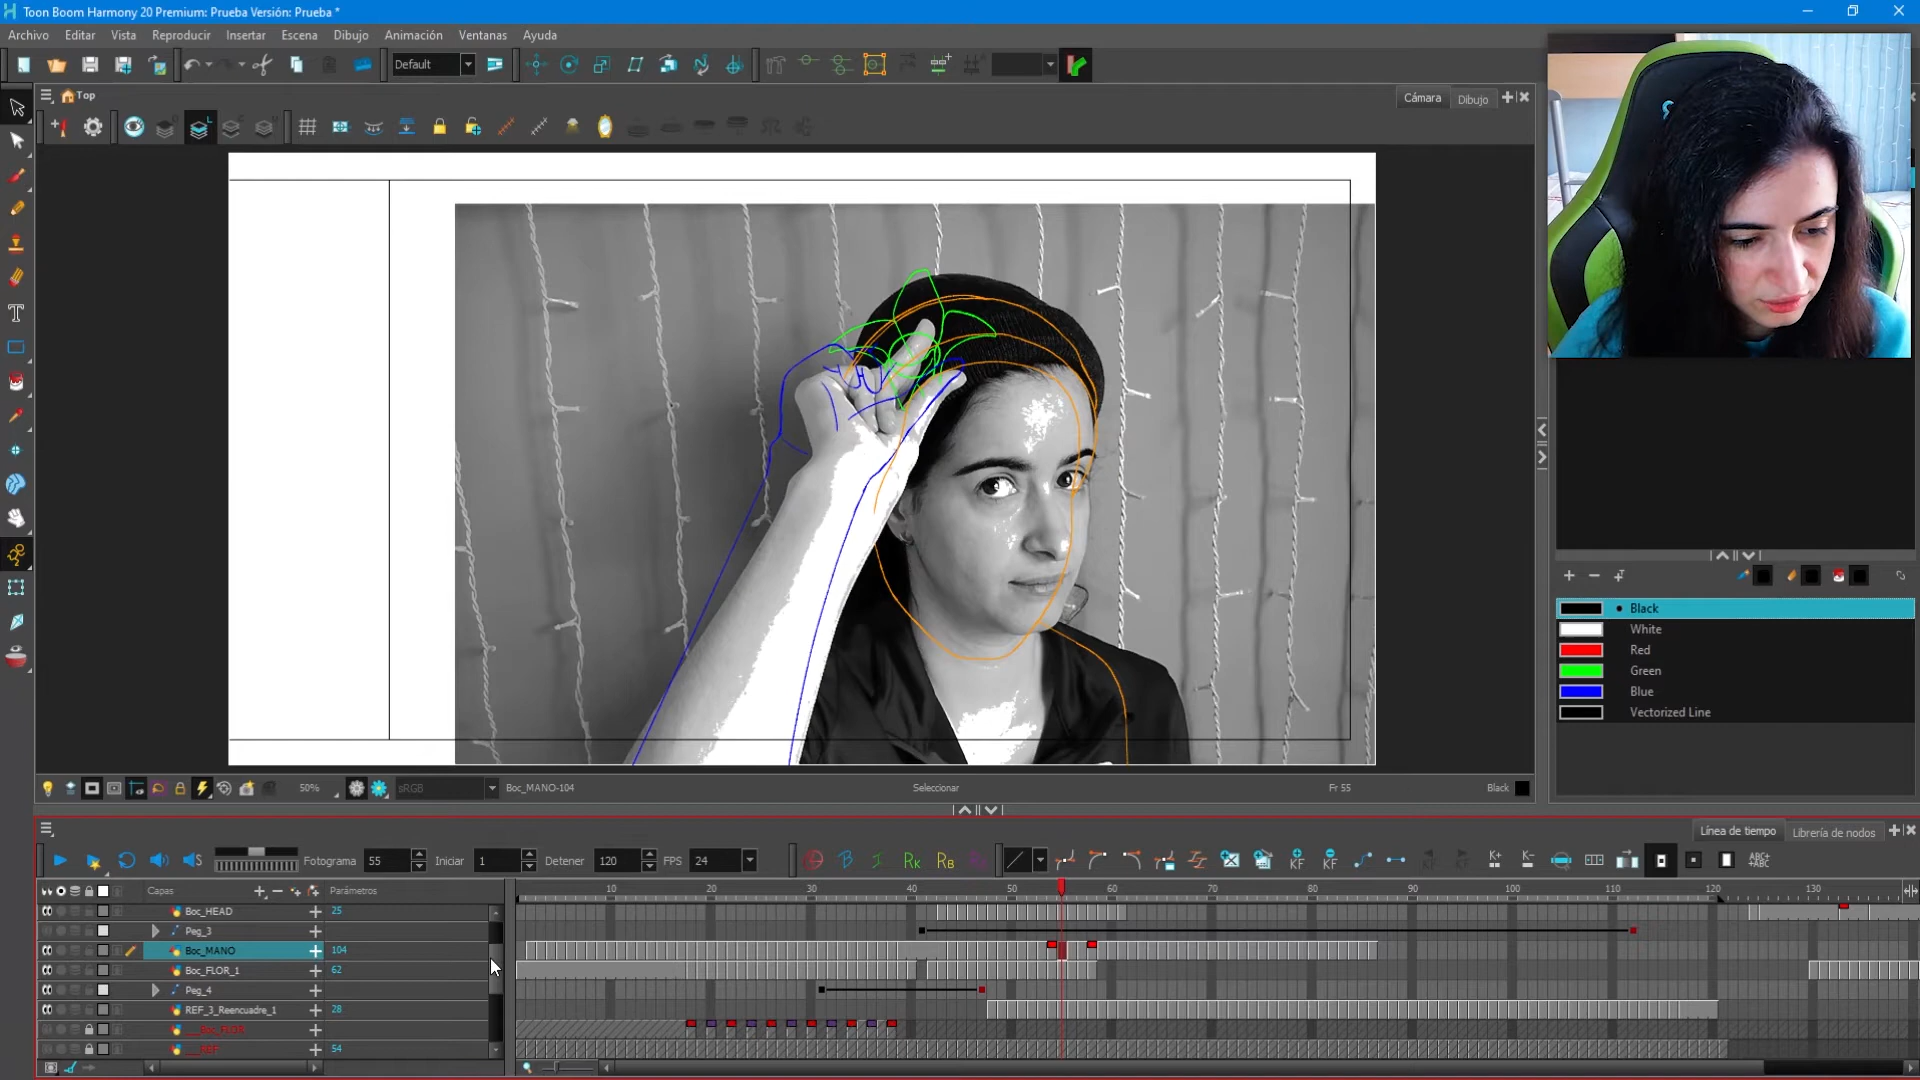 Toon Boom Harmony 20 Premium: Prueba Versión: Prueba *
Archivo Editar Vista Reproducir Insertar Escena Dibujo Animación Ventanas Ayuda
Default
Top
Cámara Dibujo
Black
White
Red
Green
Blue
Vectorized Line
50% sRGB Boc_MANO-104 Seleccionar Fr 55 Black
Línea de tiempo Librería de nodos
Fotograma 55 Iniciar 1 Detener 120 FPS 24
Capas Parámetros 10 20 30 40 50 60 70 80 90 100 110 120 130
Boc_HEAD 25
Peg_3
Boc_MANO 104
Boc_FLOR_1 62
Peg_4
REF_3_Reencuadre_1 28
__Boc_FLOR
__REF 54